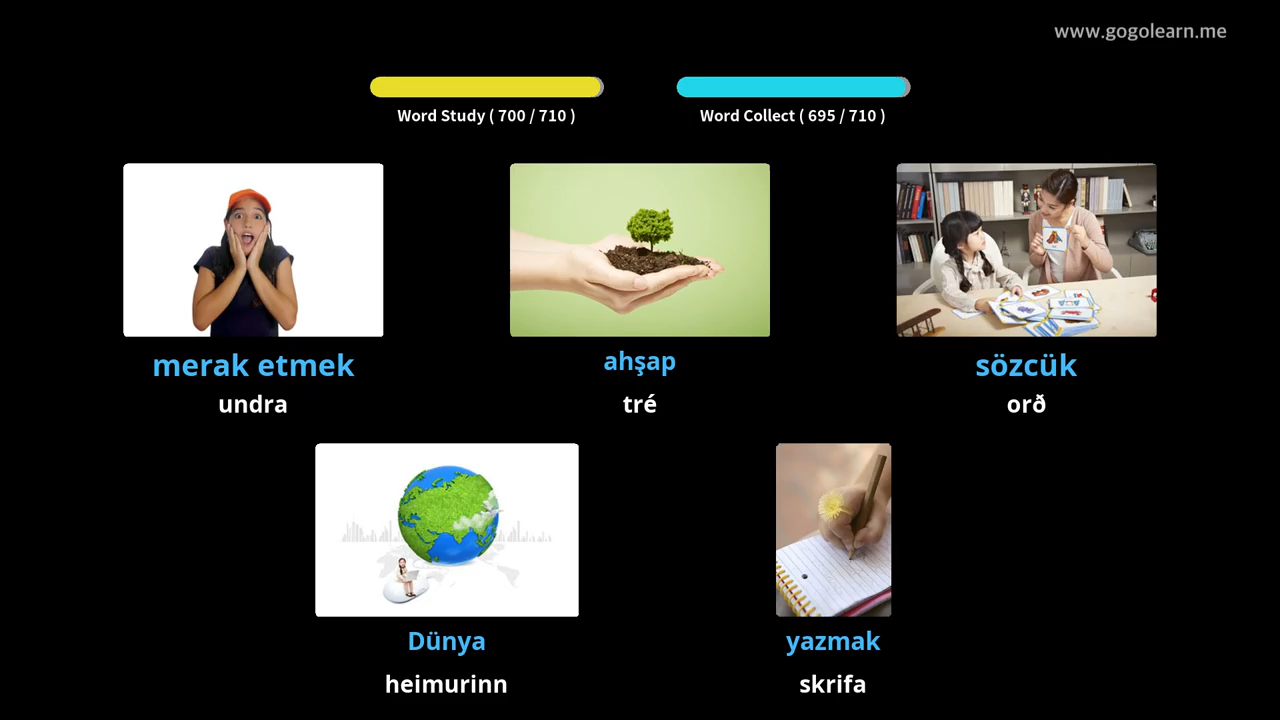 www.gogolearn.me
Word Study ( 700 / 710 )
Word Collect ( 695 / 710 )
merak etmek
undra
ahşap
tré
sözcük
orð
Dünya
heimurinn
yazmak
skrifa